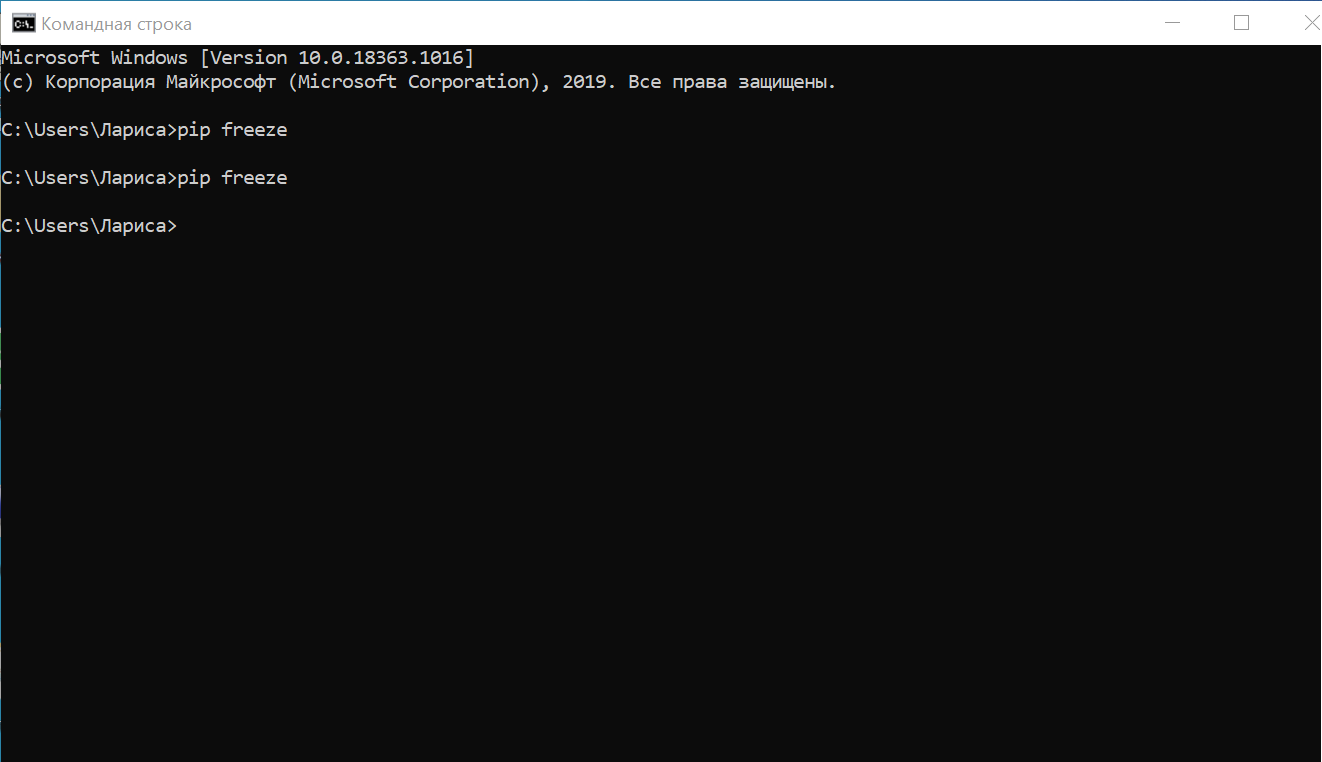 Командная строка
Microsoft Windows [Version 10.0.18363.1016]
(c) Корпорация Майкрософт (Microsoft Corporation), 2019. Все права защищены.
C:\Users\Лариса>pip freeze
C:\Users\Лариса>pip freeze
C:\Users\Лариса>